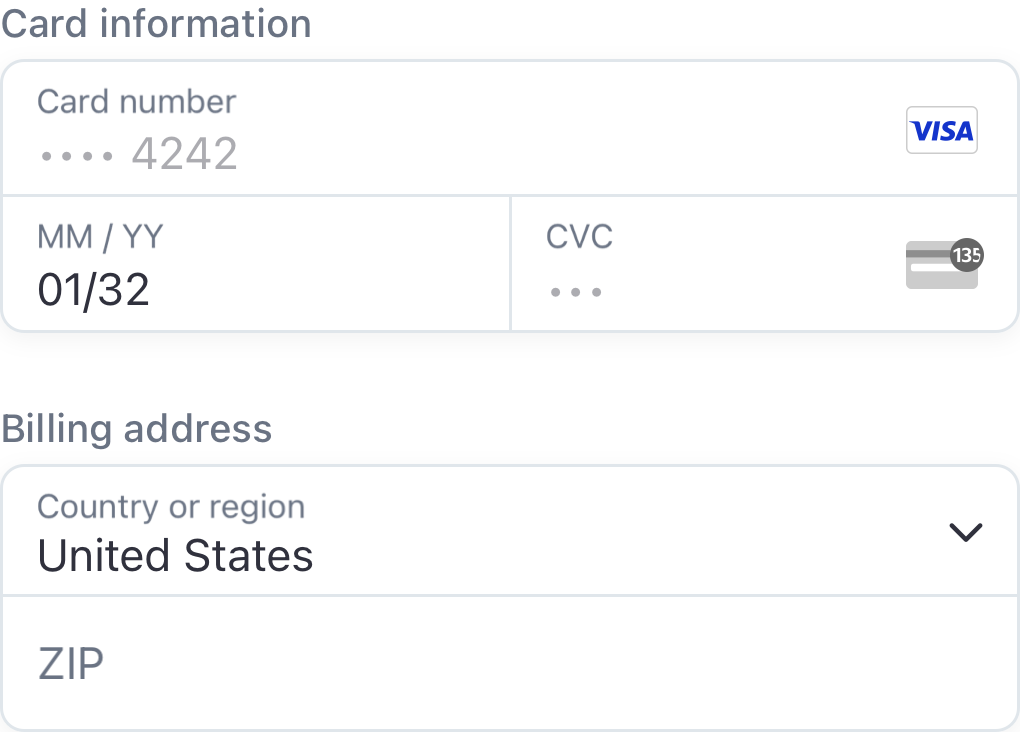 Card information
Card number
•••• 4242
VISA
MM / YY
01/32
CVC
•••
135
Billing address
Country or region
United States
ZIP